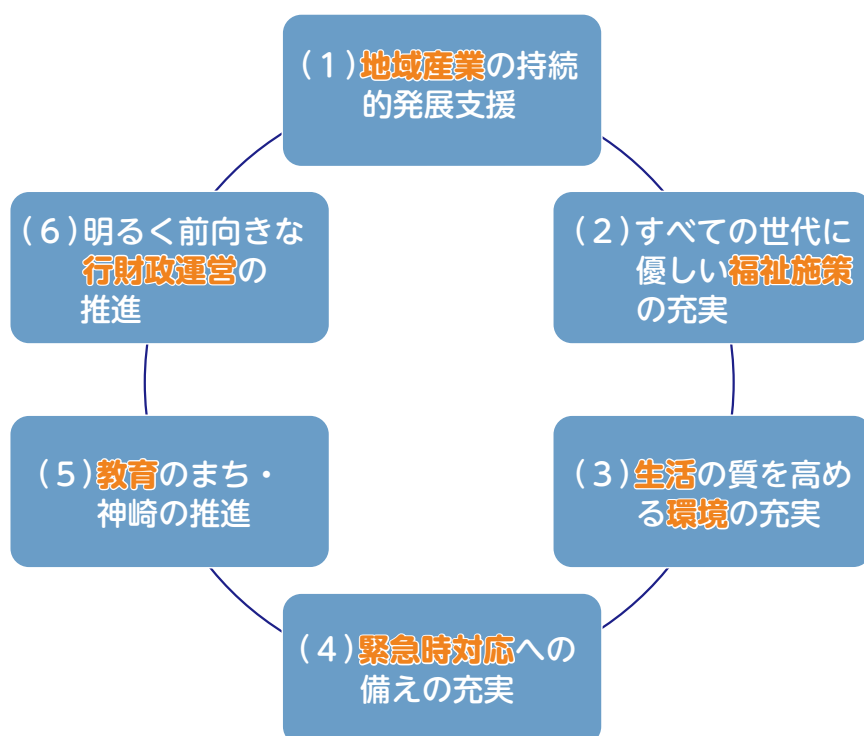 (1)地域産業の持続
的発展支援
(2)すべての世代に
優しい福祉施策
の充実
(3)生活の質を高め
る環境の充実
(4)緊急時対応への
備えの充実
(5)教育のまち・
神崎の推進
(6)明るく前向きな
行財政運営の
推進